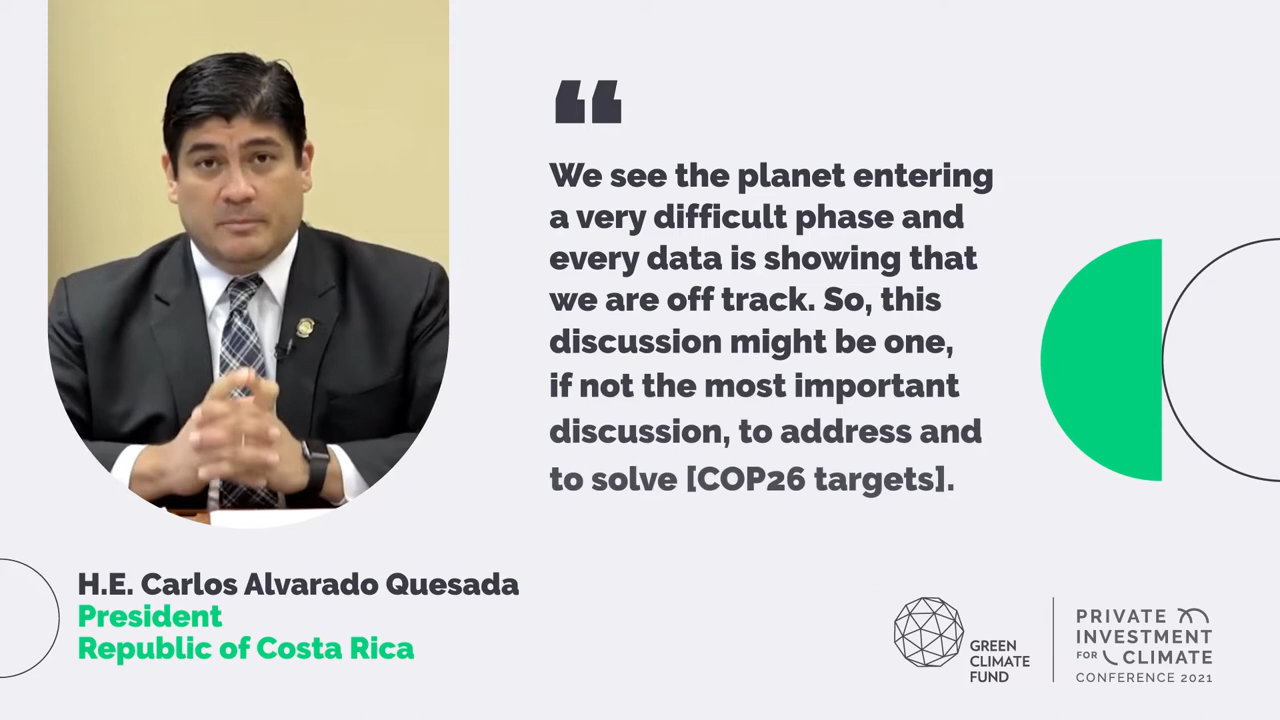 “
We see the planet entering
a very difficult phase and
every data is showing that
we are off track. So, this
discussion might be one,
if not the most important
discussion, to address and
to solve [COP26 targets].
H.E. Carlos Alvarado Quesada
President
Republic of Costa Rica
GREEN
CLIMATE
FUND
PRIVATE
INVESTMENT
FOR CLIMATE
CONFERENCE 2021